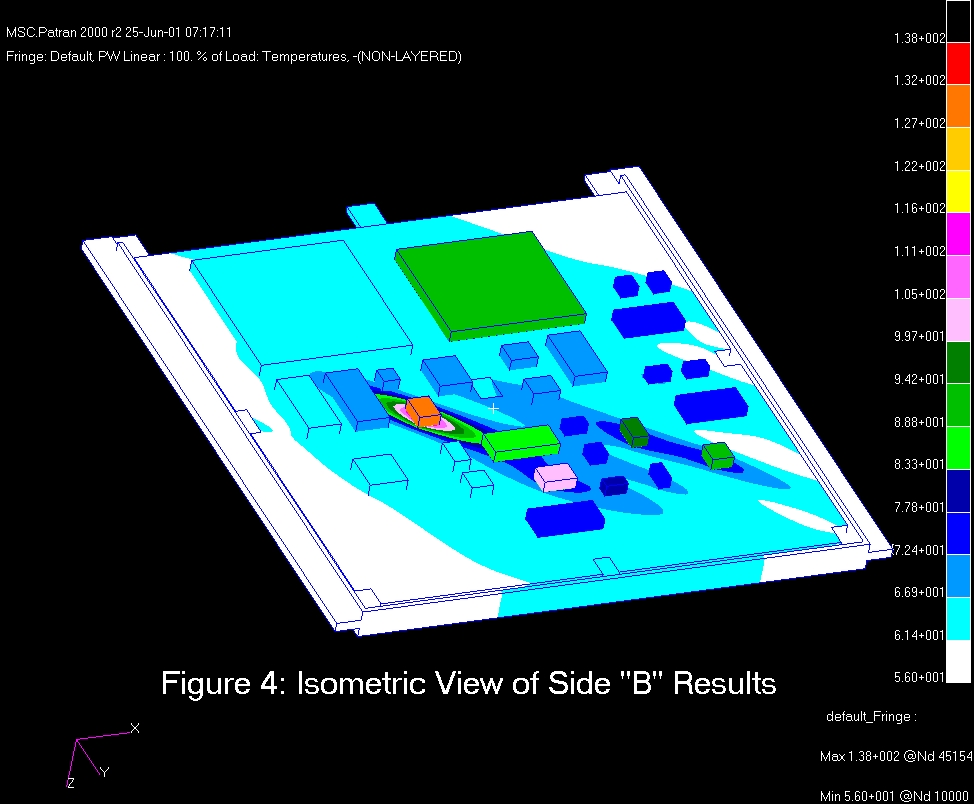 MSC.Patran 2000 r2 25-Jun-01 07:17:11
Fringe: Default, PW Linear : 100. % of Load: Temperatures, -(NON-LAYERED)
1.38+002
1.32+002
1.27+002
1.22+002
1.16+002
1.11+002
1.05+002
9.97+001
9.42+001
8.88+001
8.33+001
7.78+001
7.24+001
6.69+001
6.14+001
5.60+001
Figure 4: Isometric View of Side "B" Results
X
Y
Z
default_Fringe :
Max 1.38+002 @Nd 45154
Min 5.60+001 @Nd 10000